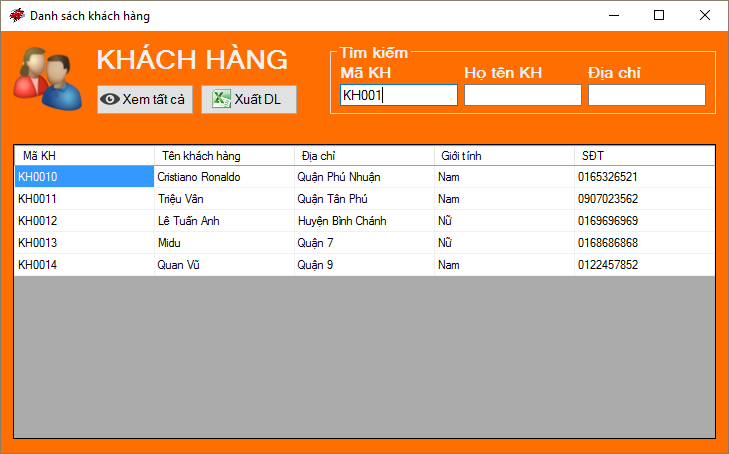 Danh sách khách hàng
KHÁCH HÀNG
Xem tất cả
Xuất DL
Tìm kiếm
Mã KH Họ tên KH Địa chỉ
KH001
Mã KH Tên khách hàng Địa chỉ Giới tính SĐT
KH0010 Cristiano Ronaldo Quận Phú Nhuận Nam 0165326521
KH0011 Triệu Vân Quận Tân Phú Nam 0907023562
KH0012 Lê Tuấn Anh Huyện Bình Chánh Nữ 0169696969
KH0013 Midu Quận 7 Nữ 0168686868
KH0014 Quan Vũ Quận 9 Nam 0122457852